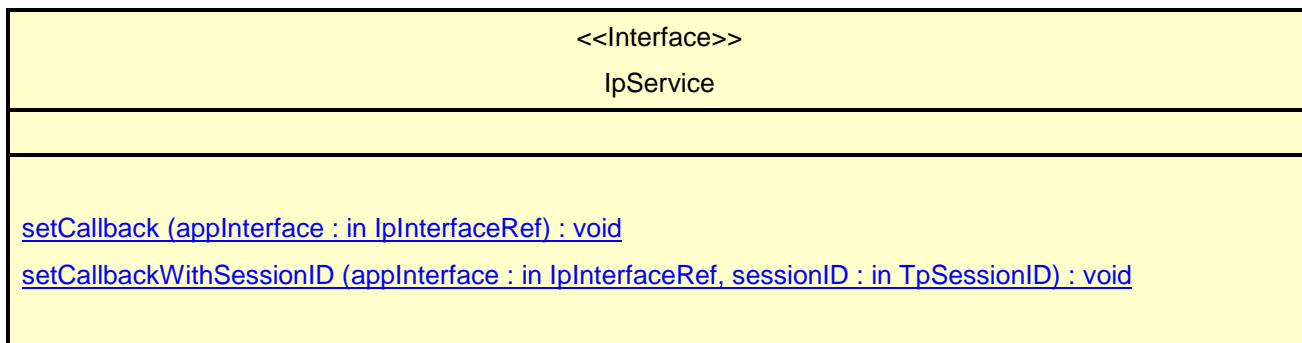 <<Interface>>
IpService
setCallback (appInterface : in IpInterfaceRef) : void
setCallbackWithSessionID (appInterface : in IpInterfaceRef, sessionID : in TpSessionID) : void